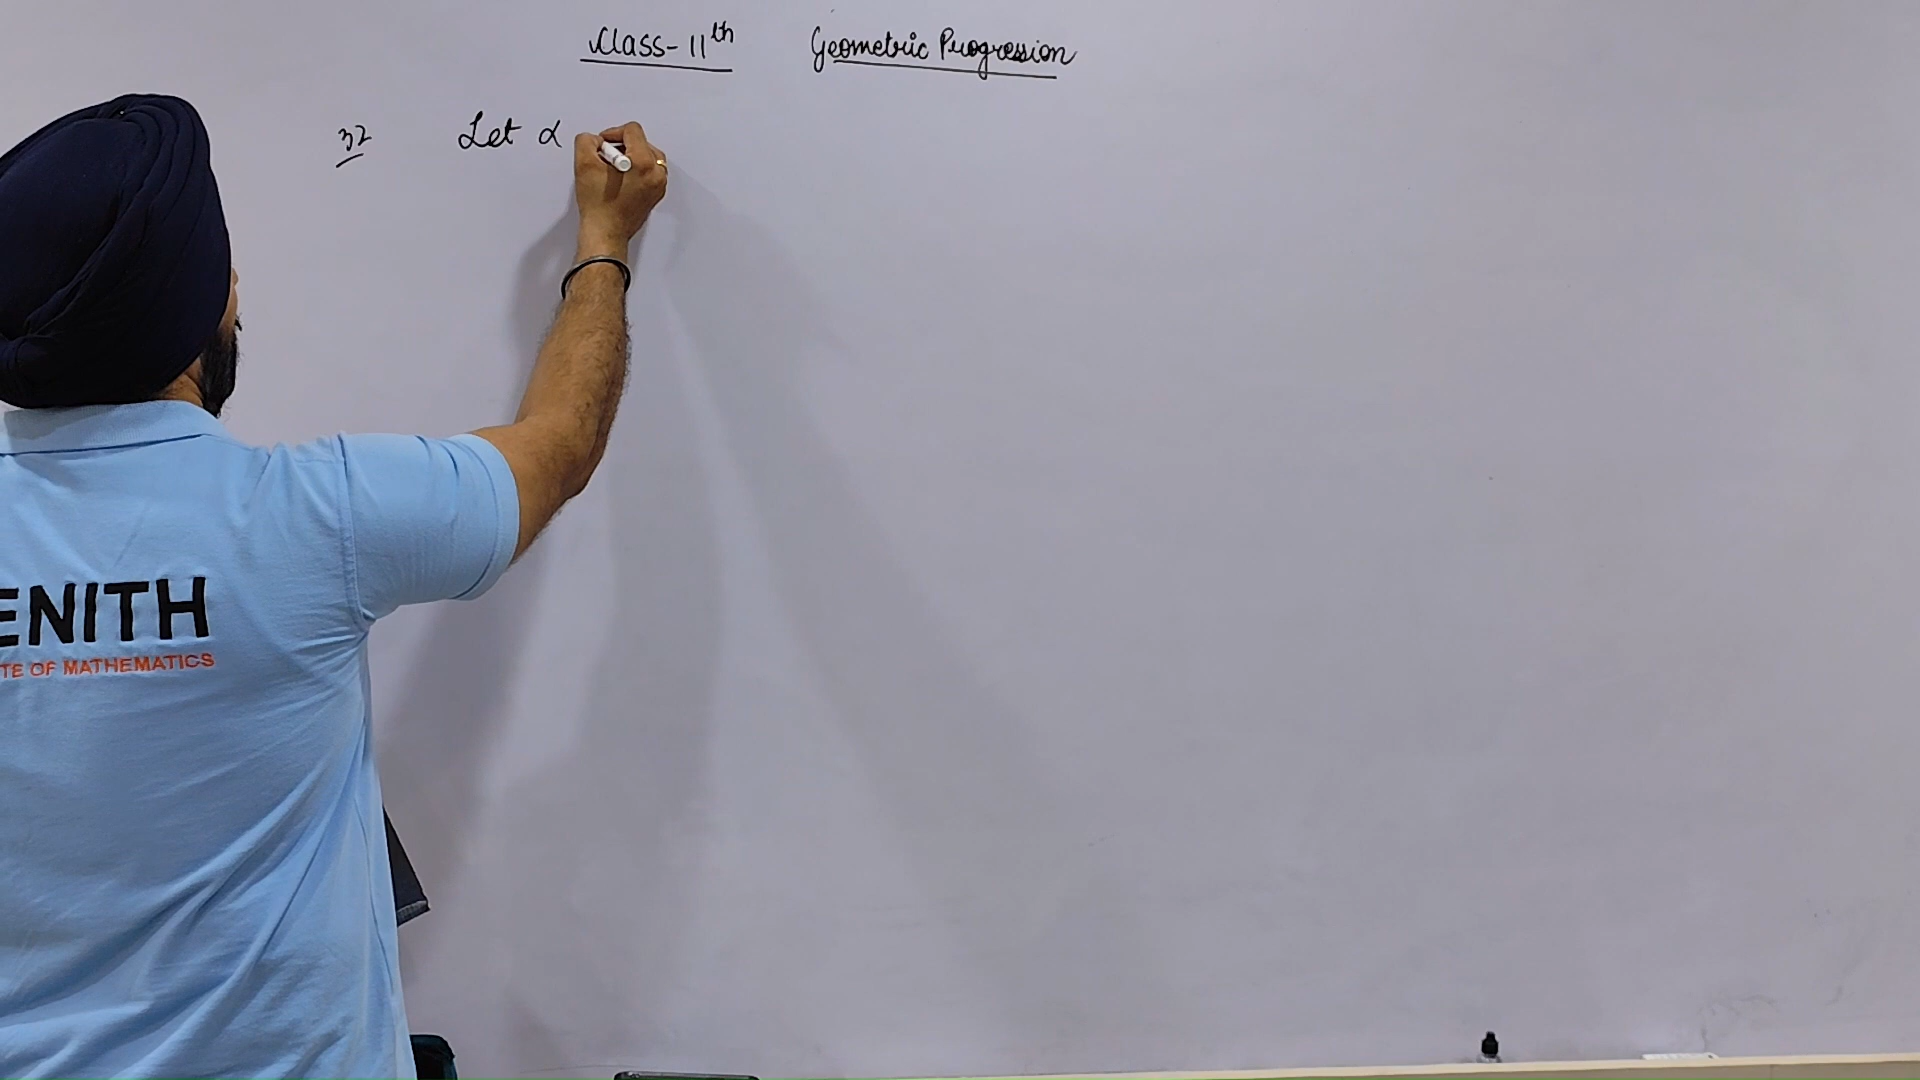 Class-11th Geometric Progression
32 Let α
ENITH
TE OF MATHEMATICS